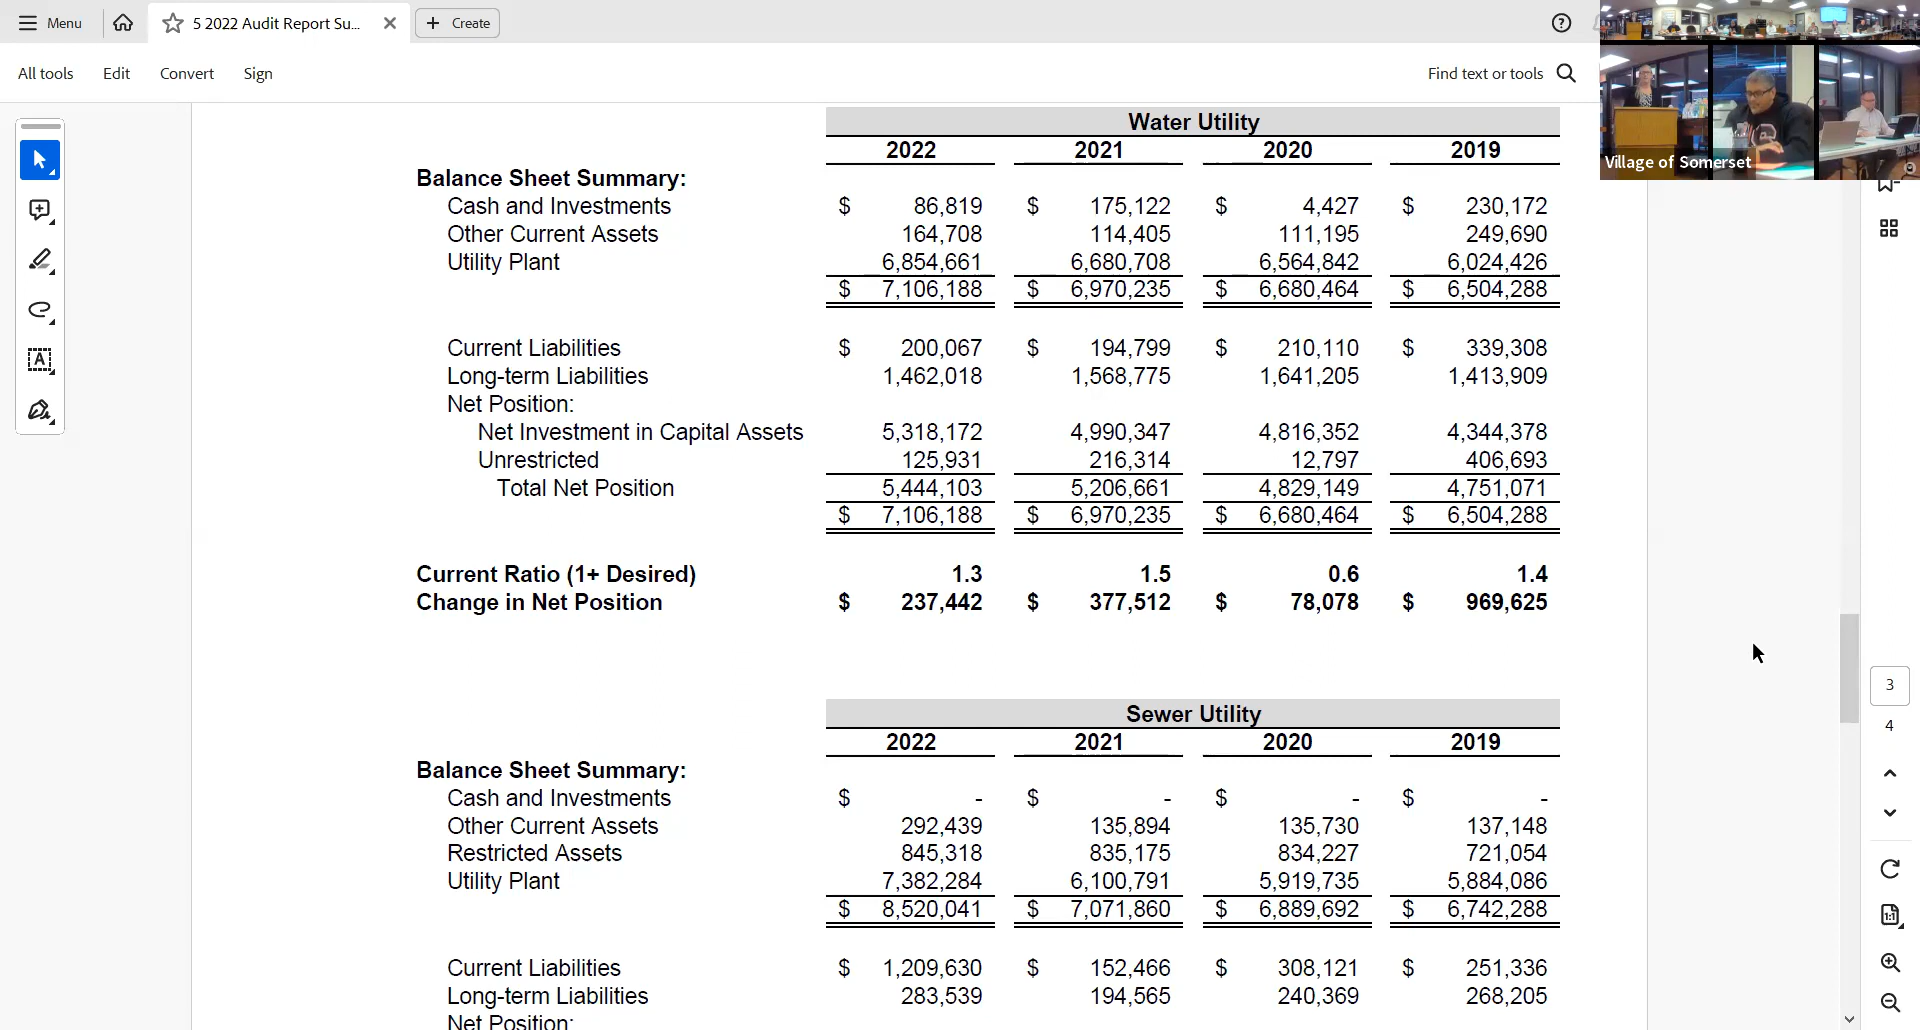 Menu 5 2022 Audit Report Su... Create
All tools Edit Convert Sign Find text or tools
Village of Somerset
Water Utility
2022 2021 2020 2019
Balance Sheet Summary:
Cash and Investments $ 86,819 $ 175,122 $ 4,427 $ 230,172
Other Current Assets 164,708 114,405 111,195 249,690
Utility Plant 6,854,661 6,680,708 6,564,842 6,024,426
$ 7,106,188 $ 6,970,235 $ 6,680,464 $ 6,504,288
Current Liabilities $ 200,067 $ 194,799 $ 210,110 $ 339,308
Long-term Liabilities 1,462,018 1,568,775 1,641,205 1,413,909
Net Position:
Net Investment in Capital Assets 5,318,172 4,990,347 4,816,352 4,344,378
Unrestricted 125,931 216,314 12,797 406,693
Total Net Position 5,444,103 5,206,661 4,829,149 4,751,071
$ 7,106,188 $ 6,970,235 $ 6,680,464 $ 6,504,288
Current Ratio (1+ Desired) 1.3 1.5 0.6 1.4
Change in Net Position $ 237,442 $ 377,512 $ 78,078 $ 969,625
Sewer Utility
2022 2021 2020 2019
Balance Sheet Summary:
Cash and Investments $ - $ - $ - $ -
Other Current Assets 292,439 135,894 135,730 137,148
Restricted Assets 845,318 835,175 834,227 721,054
Utility Plant 7,382,284 6,100,791 5,919,735 5,884,086
$ 8,520,041 $ 7,071,860 $ 6,889,692 $ 6,742,288
Current Liabilities $ 1,209,630 $ 152,466 $ 308,121 $ 251,336
Long-term Liabilities 283,539 194,565 240,369 268,205
Net Position:
3
4
1:1